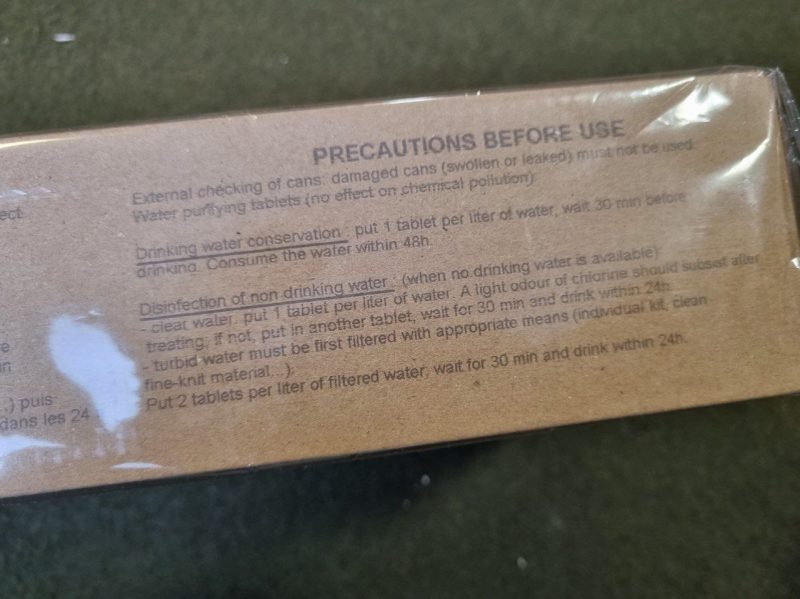 PRECAUTIONS BEFORE USE
External checking of cans: damaged cans (swollen or leaked) must not be used.
Water purifying tablets (no effect on chemical pollution):
Drinking water conservation : put 1 tablet per liter of water, wait 30 min before
drinking. Consume the water within 48h.
Disinfection of non drinking water : (when no drinking water is available)
- clear water: put 1 tablet per liter of water. A light odour of chlorine should subset after
treating; if not, put in another tablet, wait for 30 min and drink within 24h.
- turbid water must be first filtered with appropriate means (individual kit, clean
fine-knit material...).
Put 2 tablets per liter of filtered water, wait for 30 min and drink within 24h.
ect
e
in
..) puis
dans les 24